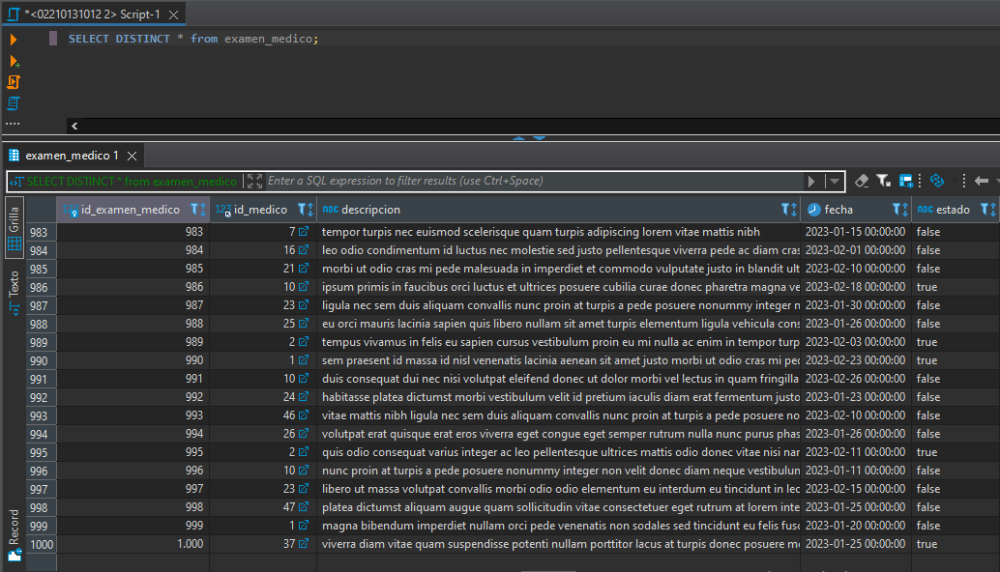 *<02210131012 2> Script-1
SELECT DISTINCT * from examen_medico;
examen_medico 1
SELECT DISTINCT * from examen_medico Enter a SQL expression to filter results (use Ctrl+Space)
Grilla
Texto
Record
123 id_examen_medico 123 id_medico ABC descripcion fecha ABC estado
983 983 7 tempor turpis nec euismod scelerisque quam turpis adipiscing lorem vitae mattis nibh 2023-01-15 00:00:00 false
984 984 16 leo odio condimentum id luctus nec molestie sed justo pellentesque viverra pede ac diam cras 2023-02-01 00:00:00 false
985 985 21 morbi ut odio cras mi pede malesuada in imperdiet et commodo vulputate justo in blandit ult 2023-02-10 00:00:00 false
986 986 10 ipsum primis in faucibus orci luctus et ultrices posuere cubilia curae donec pharetra magna ve 2023-02-18 00:00:00 true
987 987 23 ligula nec sem duis aliquam convallis nunc proin at turpis a pede posuere nonummy integer n 2023-01-30 00:00:00 false
988 988 25 eu orci mauris lacinia sapien quis libero nullam sit amet turpis elementum ligula vehicula cons 2023-01-26 00:00:00 false
989 989 2 tempus vivamus in felis eu sapien cursus vestibulum proin eu mi nulla ac enim in tempor turp 2023-02-03 00:00:00 true
990 990 1 sem praesent id massa id nisl venenatis lacinia aenean sit amet justo morbi ut odio cras mi pec 2023-02-23 00:00:00 true
991 991 10 duis consequat dui nec nisi volutpat eleifend donec ut dolor morbi vel lectus in quam fringilla 2023-02-26 00:00:00 false
992 992 24 habitasse platea dictumst morbi vestibulum velit id pretium iaculis diam erat fermentum justo 2023-01-23 00:00:00 false
993 993 46 vitae mattis nibh ligula nec sem duis aliquam convallis nunc proin at turpis a pede posuere no 2023-02-10 00:00:00 false
994 994 26 volutpat erat quisque erat eros viverra eget congue eget semper rutrum nulla nunc purus phas 2023-01-26 00:00:00 false
995 995 2 quis odio consequat varius integer ac leo pellentesque ultrices mattis odio donec vitae nisi nar 2023-02-11 00:00:00 true
996 996 10 nunc proin at turpis a pede posuere nonummy integer non velit donec diam neque vestibulun 2023-01-11 00:00:00 false
997 997 23 libero ut massa volutpat convallis morbi odio odio elementum eu interdum eu tincidunt in lec 2023-02-15 00:00:00 false
998 998 47 platea dictumst aliquam augue quam sollicitudin vitae consectetuer eget rutrum at lorem inte 2023-01-25 00:00:00 false
999 999 1 magna bibendum imperdiet nullam orci pede venenatis non sodales sed tincidunt eu felis fusc 2023-01-20 00:00:00 false
1000 1.000 37 viverra diam vitae quam suspendisse potenti nullam porttitor lacus at turpis donec posuere m 2023-01-25 00:00:00 true